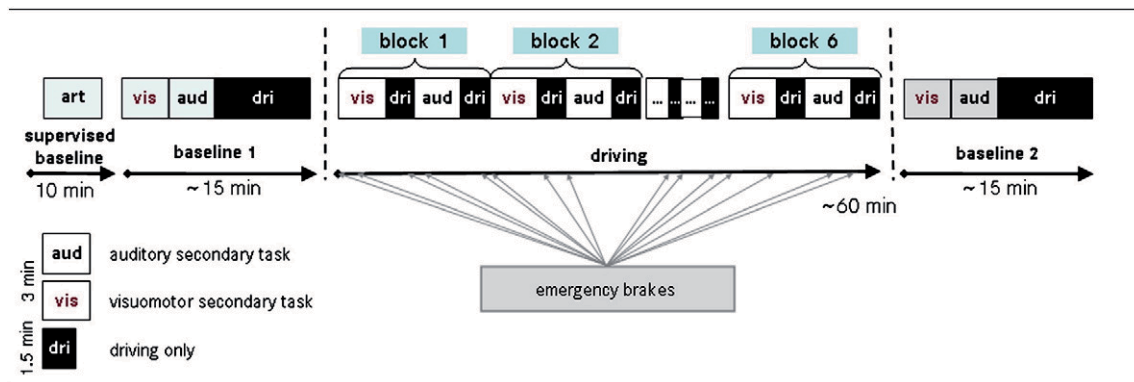 block 1 block 2 block 6
art vis aud dri vis dri aud dri vis dri aud dri ... ... ... ... vis dri aud dri vis aud dri
supervised
baseline baseline 1 driving baseline 2
10 min ~ 15 min ~ 60 min ~ 15 min
emergency brakes
3 min
aud auditory secondary task
vis visuomotor secondary task
1.5 min
dri driving only